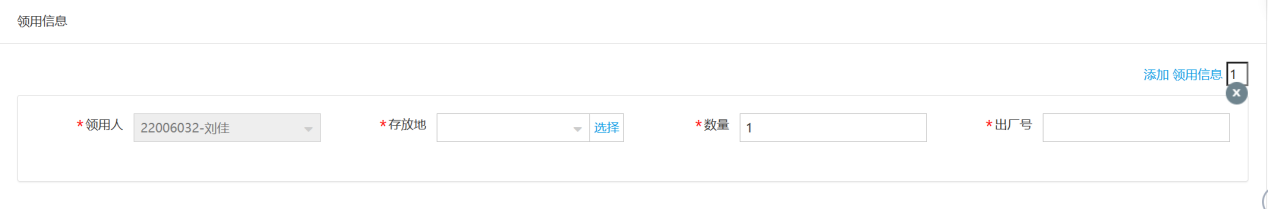 领用信息
添加 领用信息 1
x
*领用人 22006032-刘佳 *存放地 选择 *数量 1 *出厂号